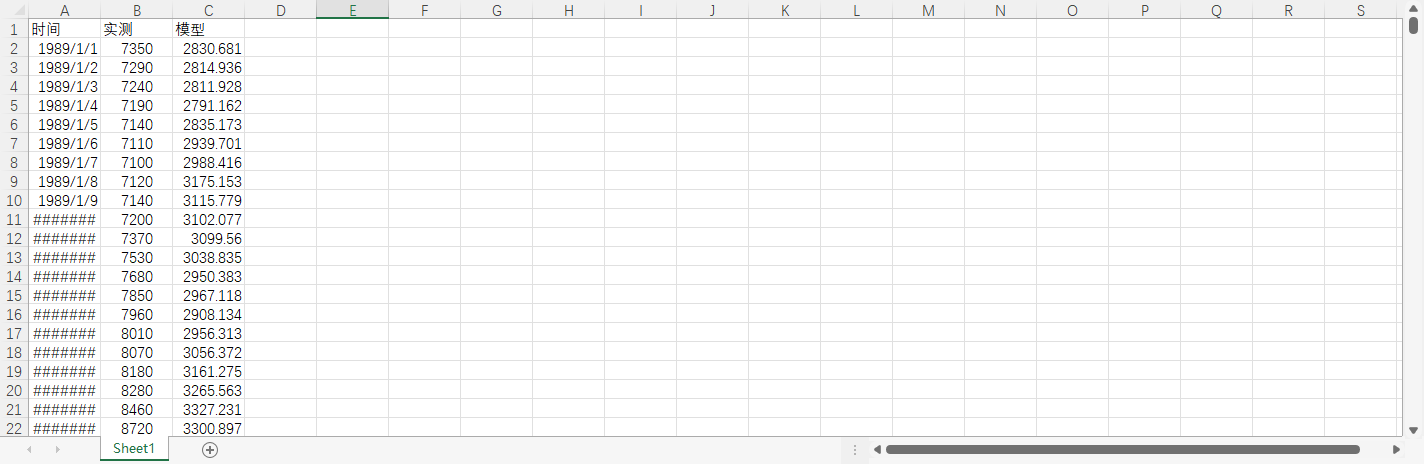 A B C D E F G H I J K L M N O P Q R S
1 时间 实测 模型
2 1989/1/1 7350 2830.681
3 1989/1/2 7290 2814.936
4 1989/1/3 7240 2811.928
5 1989/1/4 7190 2791.162
6 1989/1/5 7140 2835.173
7 1989/1/6 7110 2939.701
8 1989/1/7 7100 2988.416
9 1989/1/8 7120 3175.153
10 1989/1/9 7140 3115.779
11 ####### 7200 3102.077
12 ####### 7370 3099.56
13 ####### 7530 3038.835
14 ####### 7680 2950.383
15 ####### 7850 2967.118
16 ####### 7960 2908.134
17 ####### 8010 2956.313
18 ####### 8070 3056.372
19 ####### 8180 3161.275
20 ####### 8280 3265.563
21 ####### 8460 3327.231
22 ####### 8720 3300.897
Sheet1